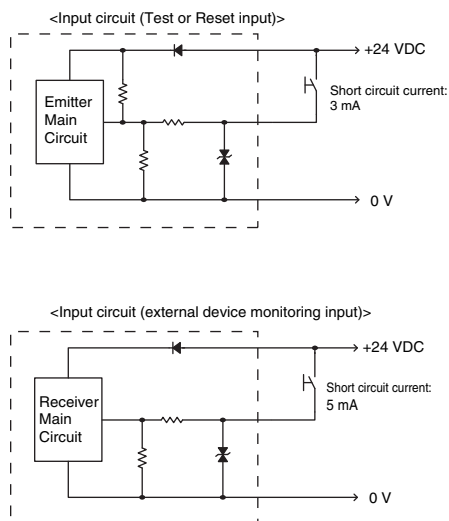 <Input circuit (Test or Reset input)>
+24 VDC
Emitter
Main
Circuit
Short circuit current:
3 mA
0 V
<Input circuit (external device monitoring input)>
+24 VDC
Receiver
Main
Circuit
Short circuit current:
5 mA
0 V